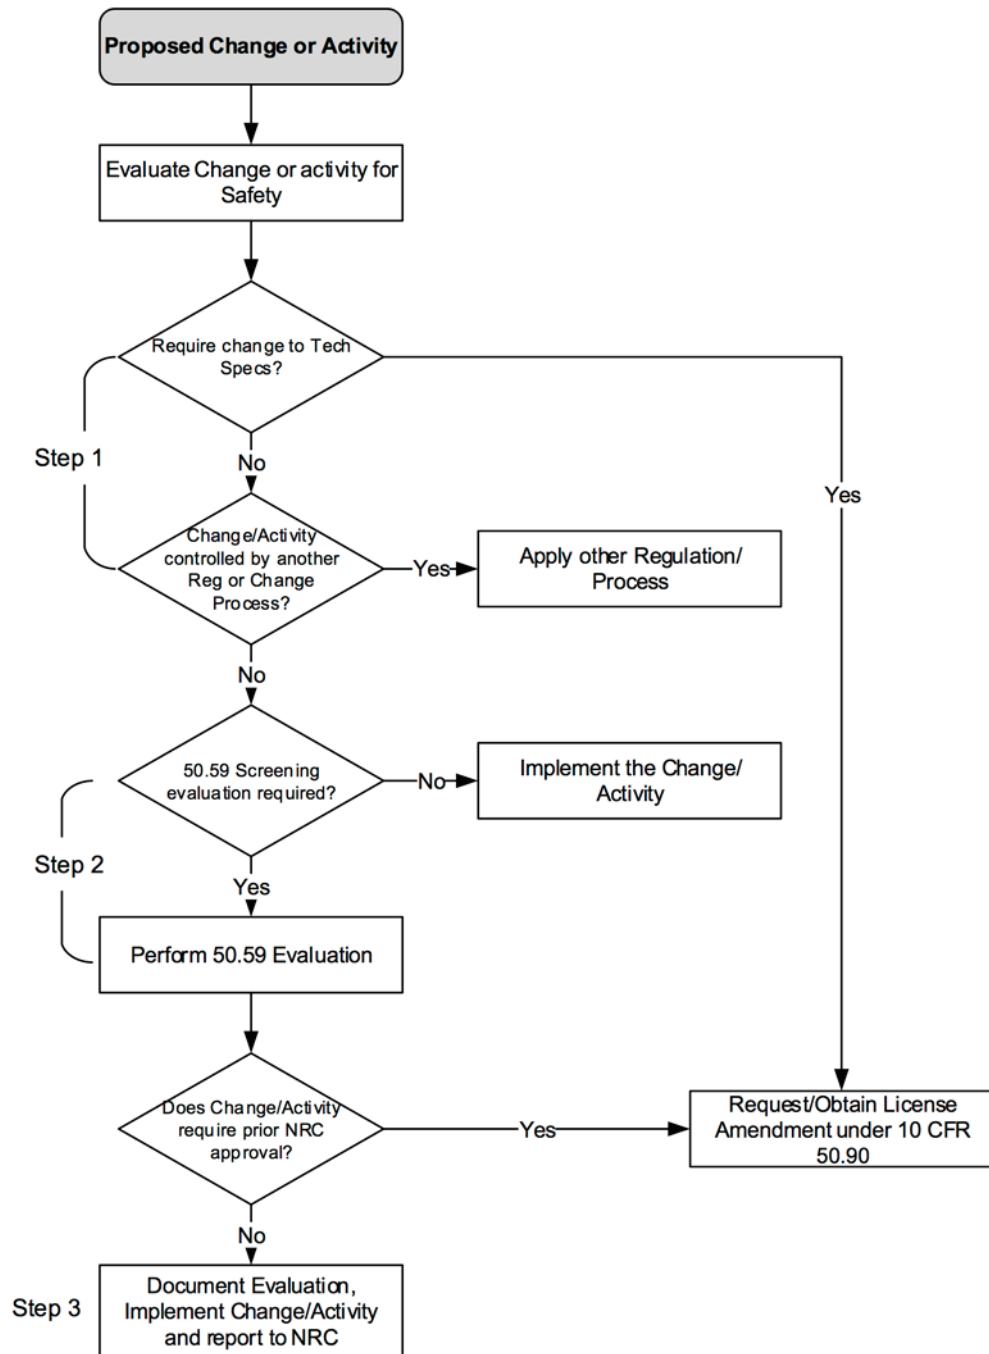 Proposed Change or Activity
Evaluate Change or activity for
Safety
Require change to Tech
Specs?
Step 1
No
Yes
Change/Activity
controlled by another
Reg or Change
Process?
Yes
Apply other Regulation/
Process
No
50.59 Screening
evaluation required?
No
Implement the Change/
Activity
Step 2
Yes
Perform 50.59 Evaluation
Does Change/Activity
require prior NRC
approval?
Yes
Request/Obtain License
Amendment under 10 CFR
50.90
No
Step 3
Document Evaluation,
Implement Change/Activity
and report to NRC